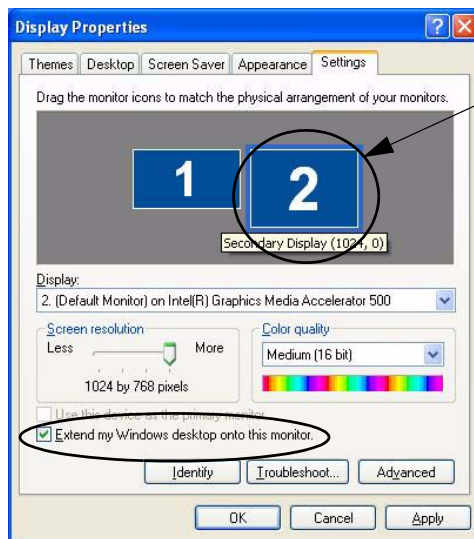 Display Properties
Themes Desktop Screen Saver Appearance Settings
Drag the monitor icons to match the physical arrangement of your monitors.
1 2
Secondary Display (1024, 0)
Display:
2. (Default Monitor) on Intel(R) Graphics Media Accelerator 500
Screen resolution
Less More
1024 by 768 pixels
Color quality
Medium (16 bit)
Use this device as the primary monitor.
Extend my Windows desktop onto this monitor.
Identify Troubleshoot... Advanced
OK Cancel Apply